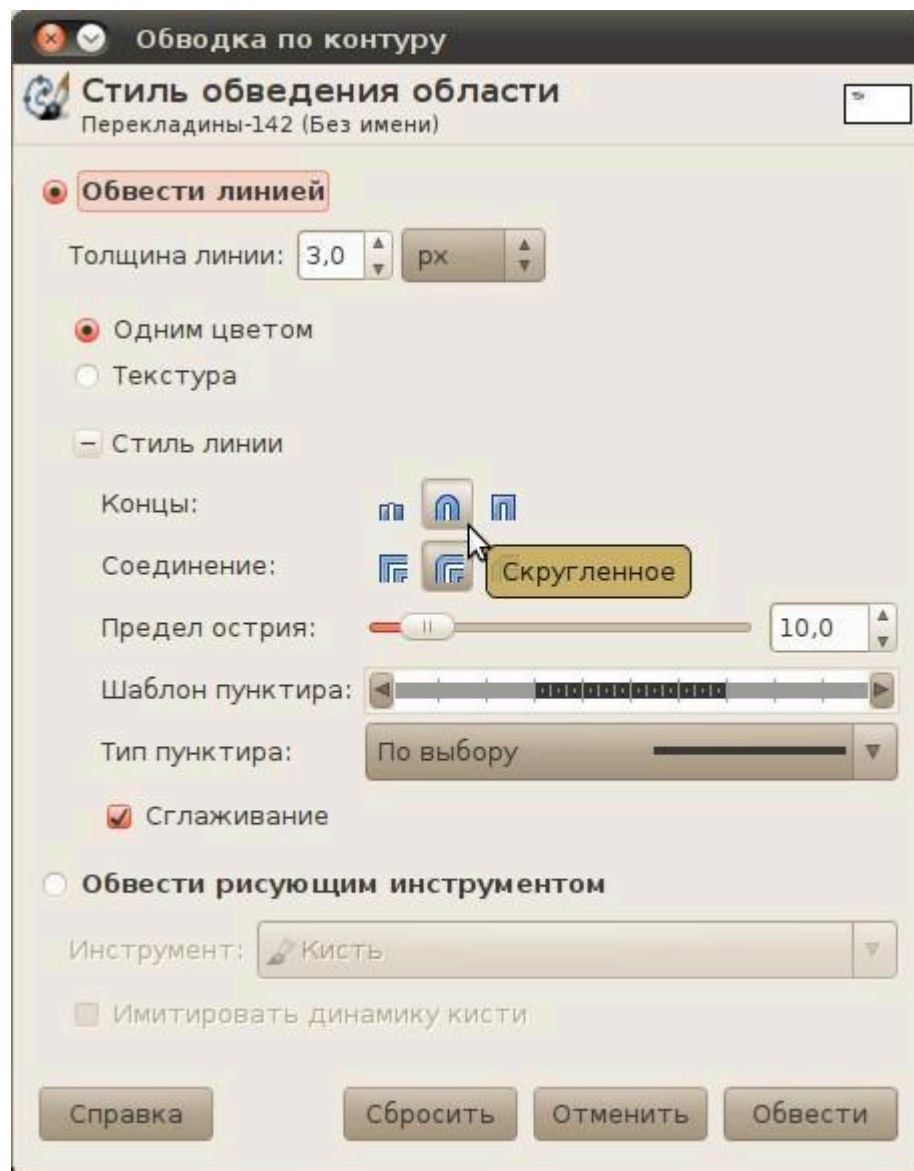 Обводка по контуру
Стиль обведения области
Перекладины-142 (Без имени)
Обвести линией
Толщина линии: 3,0 px
Одним цветом
Текстура
Стиль линии
Концы:
Соединение:
Скругленное
Предел острия: 10,0
Шаблон пунктира:
Тип пунктира: По выбору
Сглаживание
Обвести рисующим инструментом
Инструмент: Кисть
Имитировать динамику кисти
Справка Сбросить Отменить Обвести